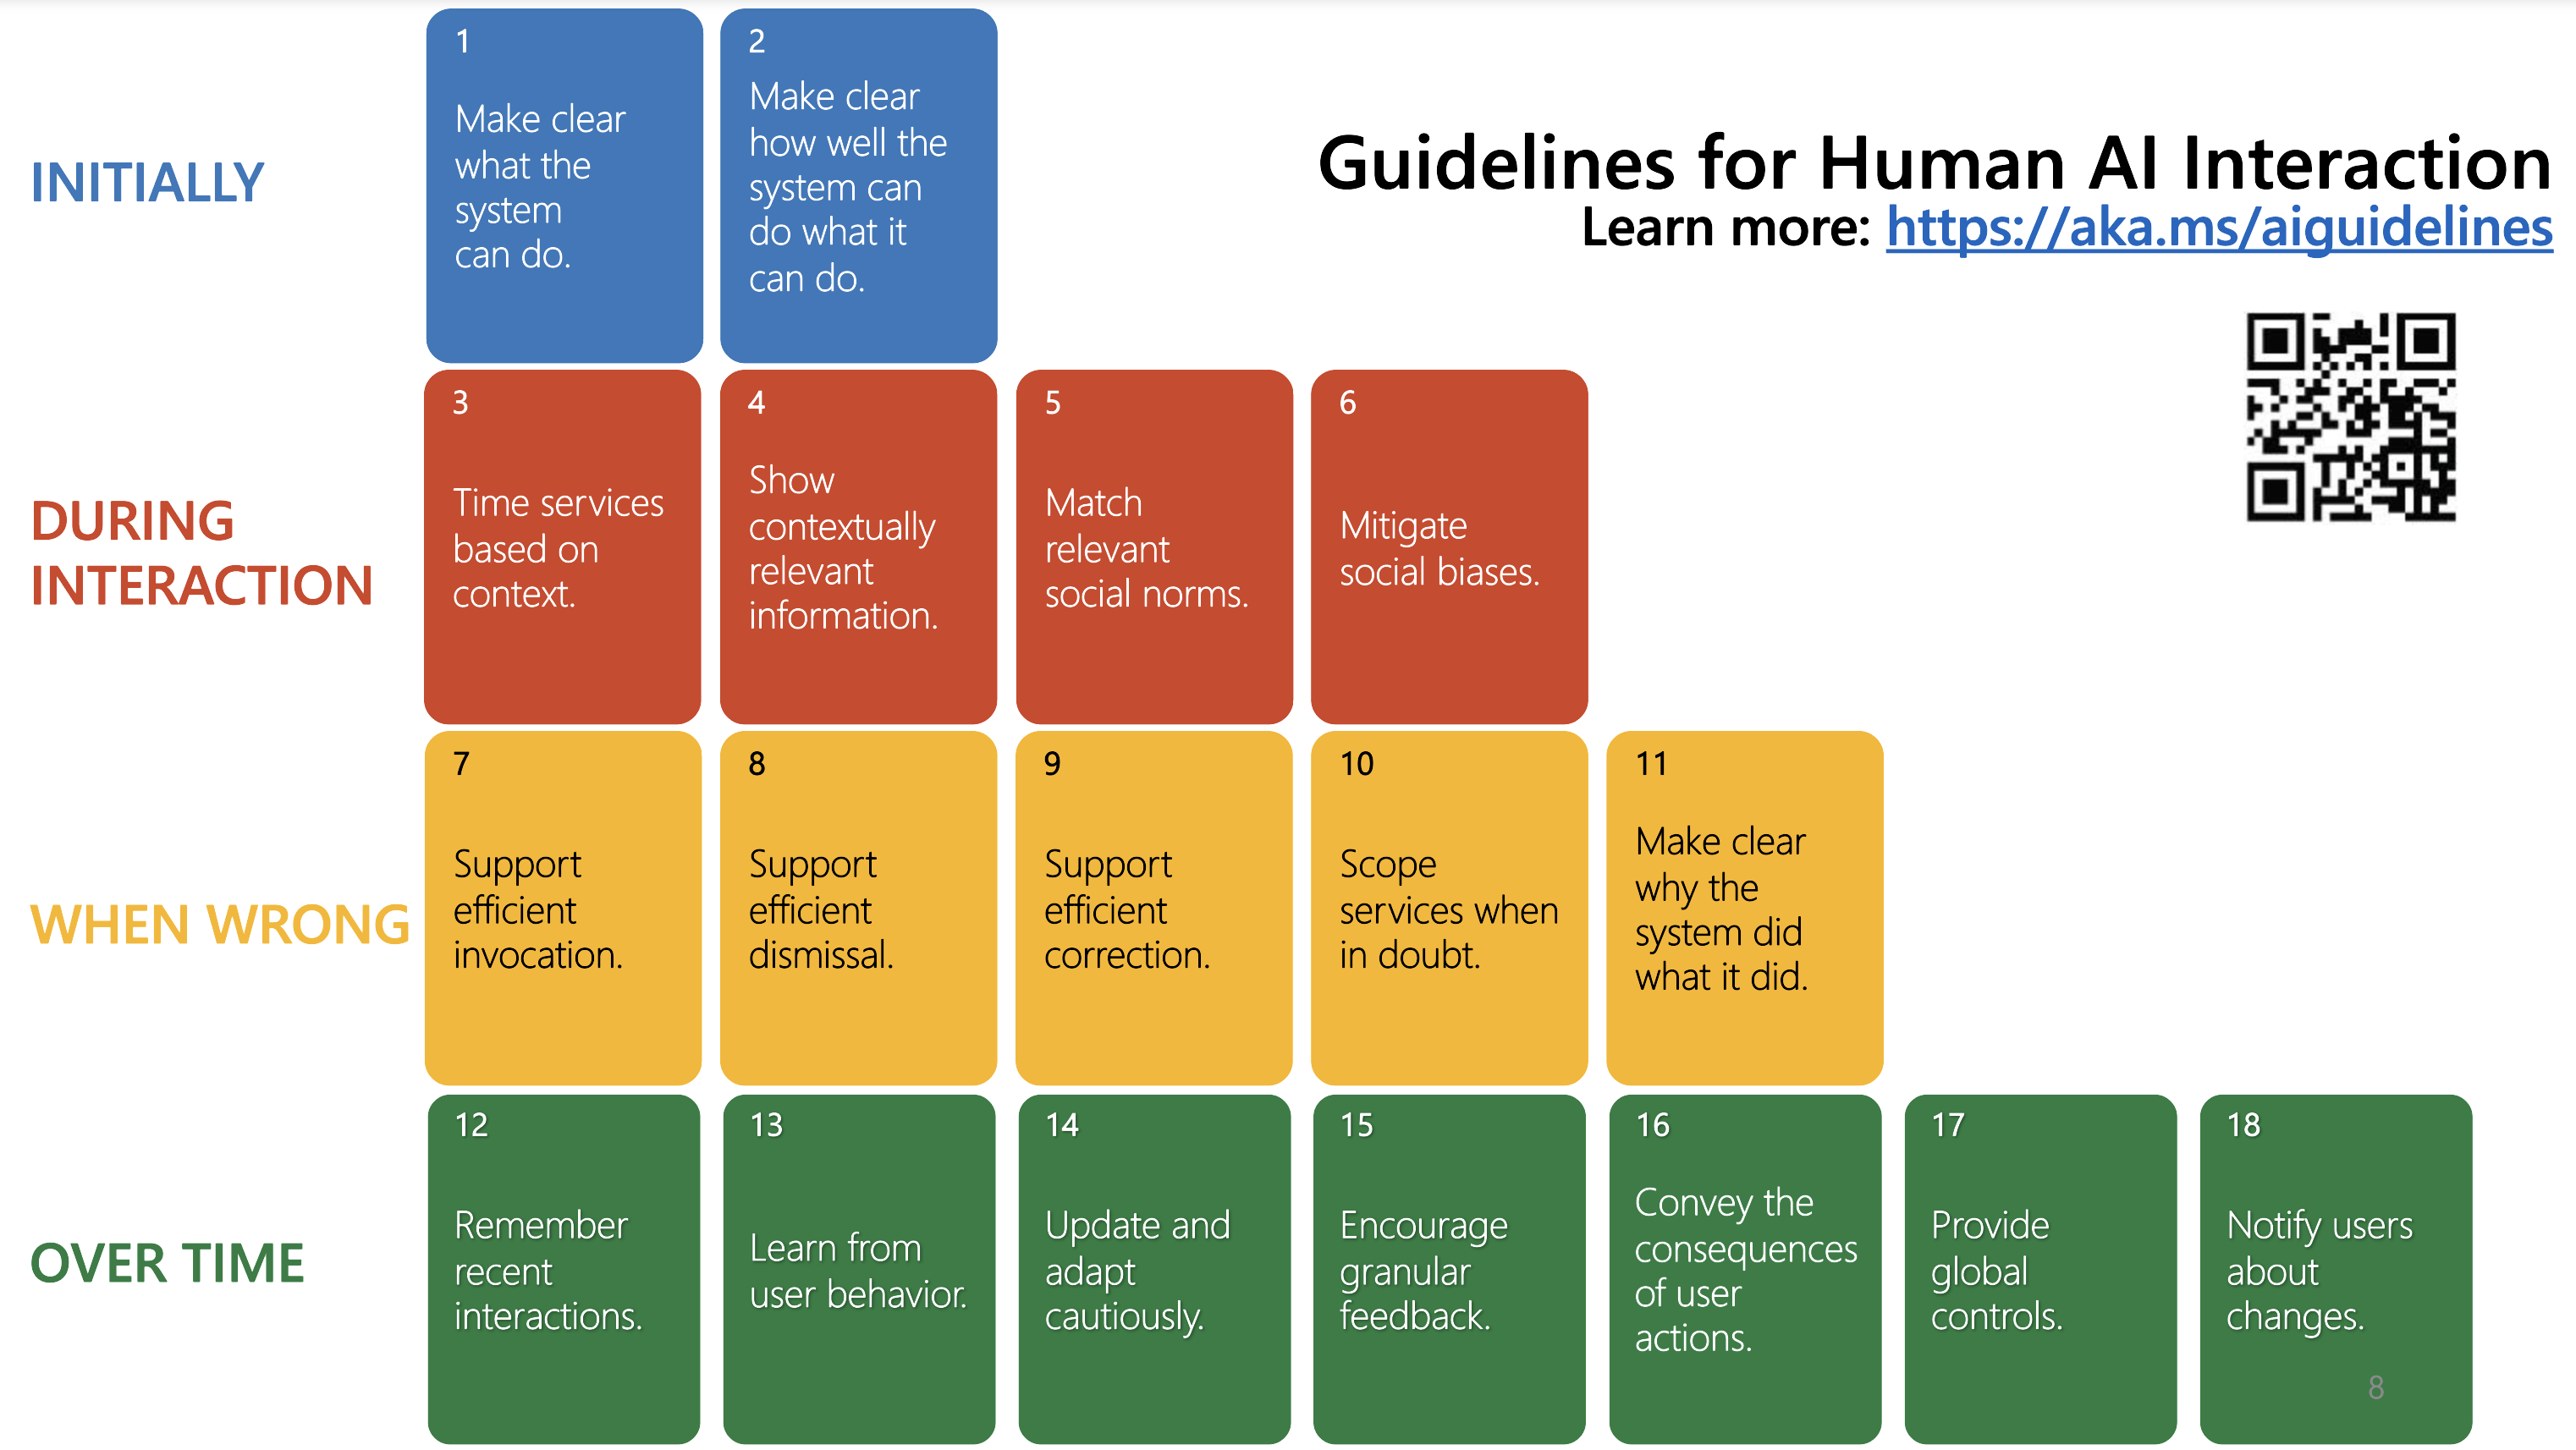 INITIALLY
1
Make clear
what the
system
can do.
2
Make clear
how well the
system can
do what it
can do.
Guidelines for Human AI Interaction
Learn more: https://aka.ms/aiguidelines
DURING
INTERACTION
3
Time services
based on
context.
4
Show
contextually
relevant
information.
5
Match
relevant
social norms.
6
Mitigate
social biases.
WHEN WRONG
7
Support
efficient
invocation.
8
Support
efficient
dismissal.
9
Support
efficient
correction.
10
Scope
services when
in doubt.
11
Make clear
why the
system did
what it did.
OVER TIME
12
Remember
recent
interactions.
13
Learn from
user behavior.
14
Update and
adapt
cautiously.
15
Encourage
granular
feedback.
16
Convey the
consequences
of user
actions.
17
Provide
global
controls.
18
Notify users
about
changes.
8